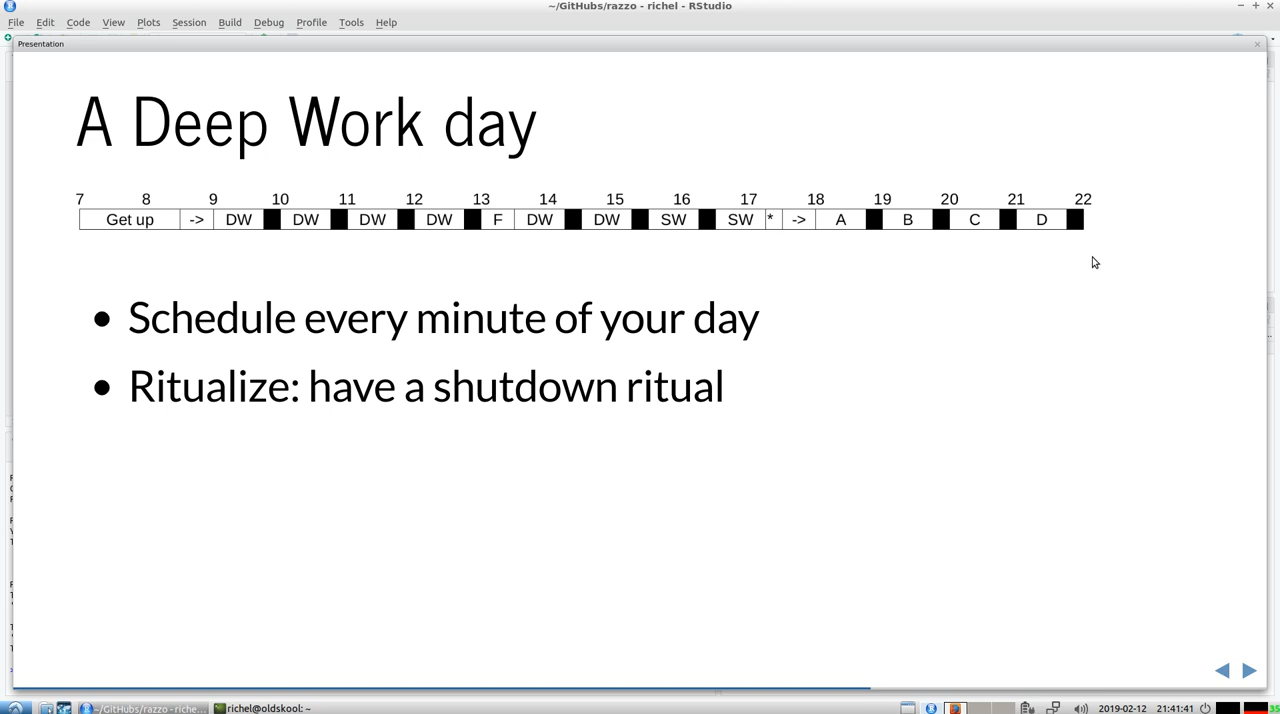 ~/GitHubs/razzo - richel - RStudio
File Edit Code View Plots Session Build Debug Profile Tools Help
Presentation
A Deep Work day
7 8 9 10 11 12 13 14 15 16 17 18 19 20 21 22
Get up -> DW DW DW DW F DW DW SW SW * -> A B C D
• Schedule every minute of your day
• Ritualize: have a shutdown ritual
~/GitHubs/razzo - riche... richel@oldskool: ~ 2019-02-12 21:41:41 35